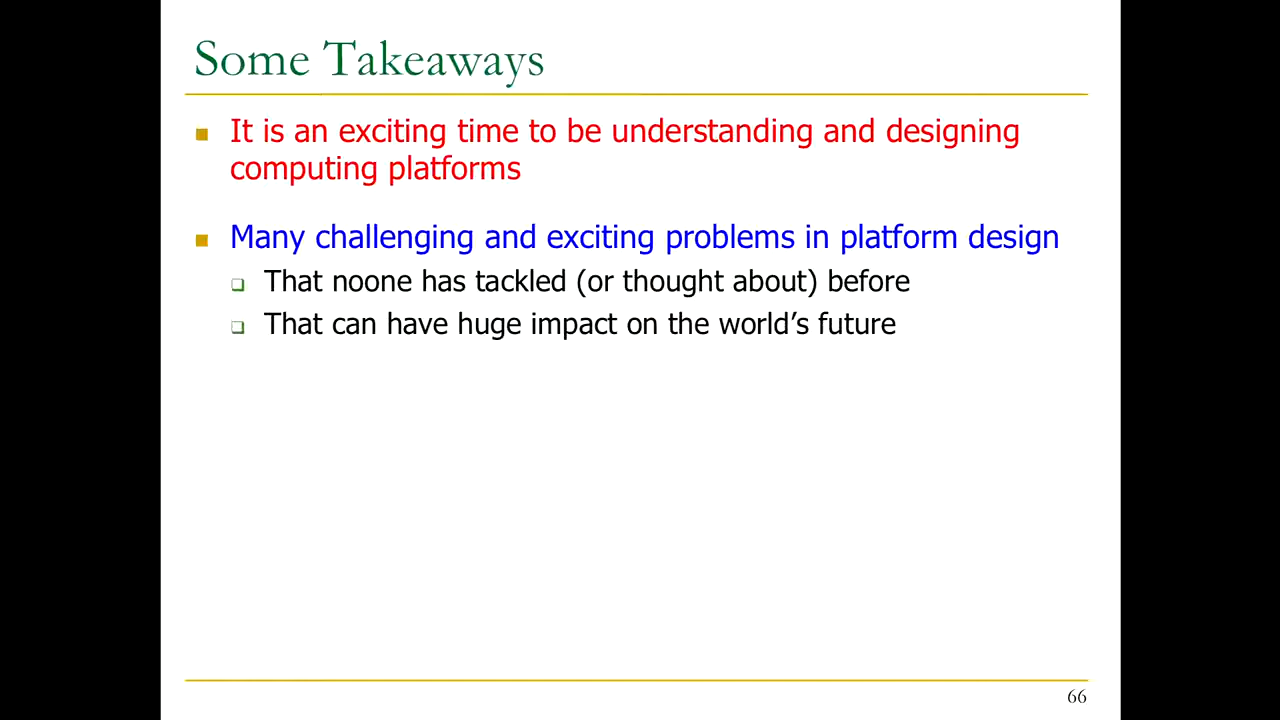 Some Takeaways
It is an exciting time to be understanding and designing
computing platforms
Many challenging and exciting problems in platform design
That noone has tackled (or thought about) before
That can have huge impact on the world’s future
66